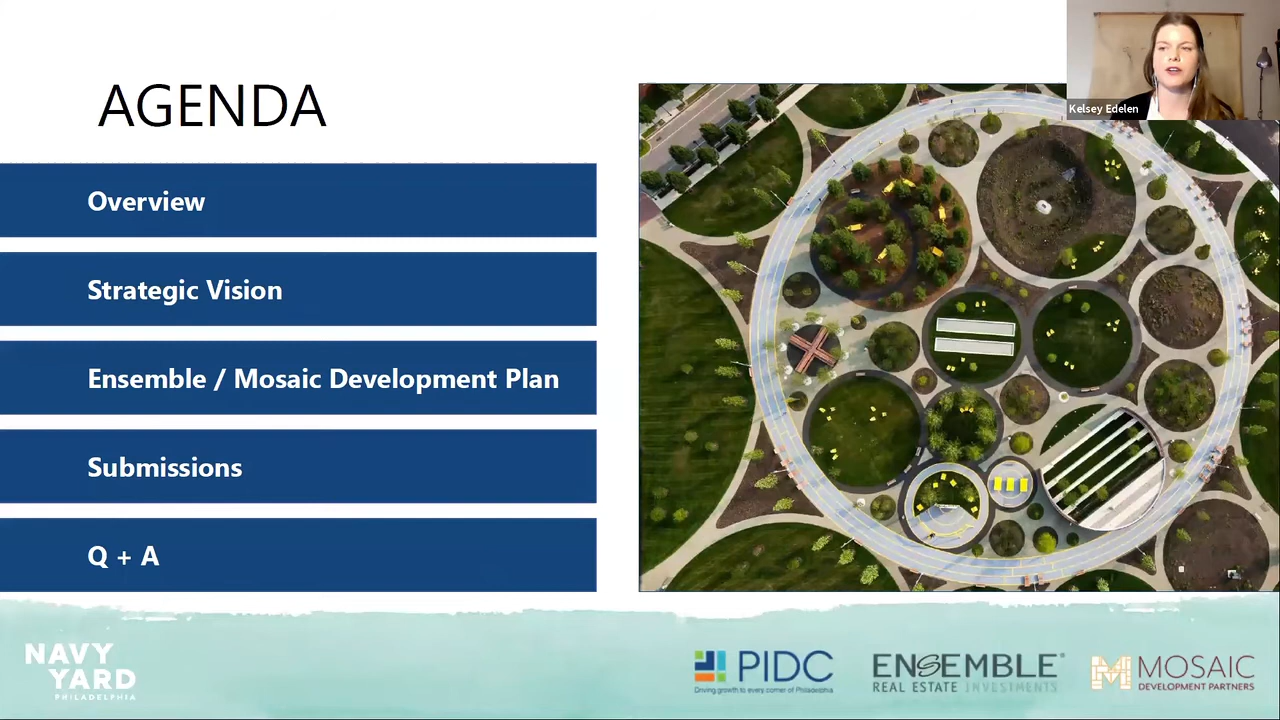 AGENDA
Kelsey Edelen
Overview
Strategic Vision
Ensemble / Mosaic Development Plan
Submissions
Q + A
NAVY
YARD
PHILADELPHIA
PIDC
Driving growth to every corner of Philadelphia
ENSEMBLE®
REAL ESTATE INVESTMENTS
MOSAIC
DEVELOPMENT PARTNERS